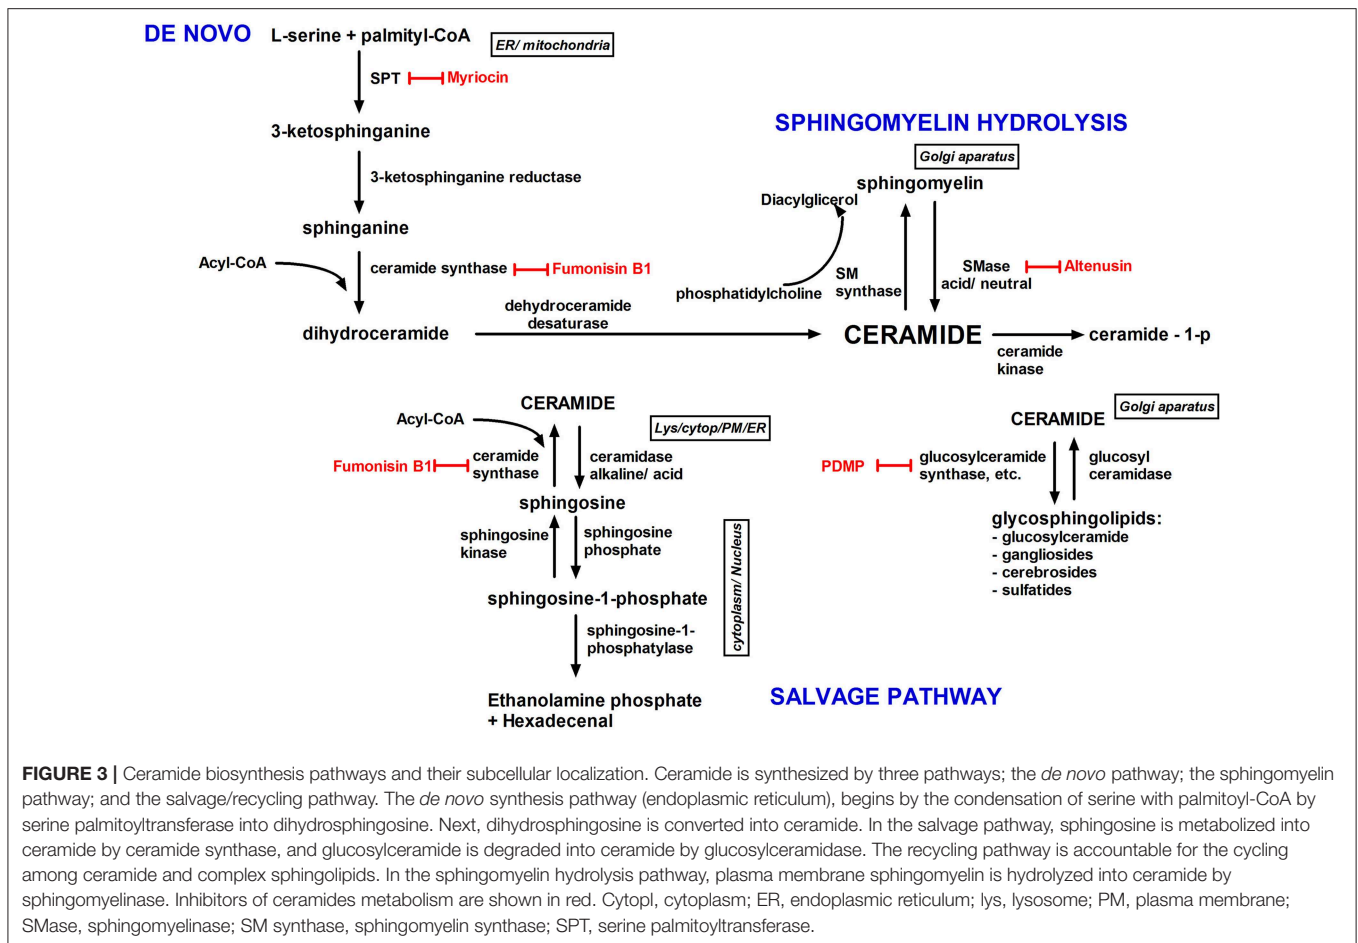 DE NOVO
L-serine + palmityl-CoA
ER/ mitochondria
SPT
Myriocin
3-ketosphinganine
3-ketosphinganine reductase
sphinganine
Acyl-CoA
ceramide synthase
Fumonisin B1
dihydroceramide
dehydroceramide
desaturase
SPHINGOMYELIN HYDROLYSIS
Golgi aparatus
sphingomyelin
Diacylglicerol
phosphatidylcholine
SM
synthase
SMase
acid/ neutral
Altenusin
CERAMIDE
ceramide
kinase
ceramide - 1-p
CERAMIDE
Acyl-CoA
Lys/cytop/PM/ER
Fumonisin B1
ceramide
synthase
ceramidase
alkaline/ acid
sphingosine
sphingosine
kinase
sphingosine
phosphate
cytoplasm/ Nucleus
sphingosine-1-phosphate
sphingosine-1-
phosphatylase
Ethanolamine phosphate
+ Hexadecenal
CERAMIDE
Golgi aparatus
PDMP
glucosylceramide
synthase, etc.
glucosyl
ceramidase
glycosphingolipids:
- glucosylceramide
- gangliosides
- cerebrosides
- sulfatides
SALVAGE PATHWAY
FIGURE 3 | Ceramide biosynthesis pathways and their subcellular localization. Ceramide is synthesized by three pathways; the de novo pathway; the sphingomyelin
pathway; and the salvage/recycling pathway. The de novo synthesis pathway (endoplasmic reticulum), begins by the condensation of serine with palmitoyl-CoA by
serine palmitoyltransferase into dihydrosphingosine. Next, dihydrosphingosine is converted into ceramide. In the salvage pathway, sphingosine is metabolized into
ceramide by ceramide synthase, and glucosylceramide is degraded into ceramide by glucosylceramidase. The recycling pathway is accountable for the cycling
among ceramide and complex sphingolipids. In the sphingomyelin hydrolysis pathway, plasma membrane sphingomyelin is hydrolyzed into ceramide by
sphingomyelinase. Inhibitors of ceramides metabolism are shown in red. Cytopl, cytoplasm; ER, endoplasmic reticulum; lys, lysosome; PM, plasma membrane;
SMase, sphingomyelinase; SM synthase, sphingomyelin synthase; SPT, serine palmitoyltransferase.